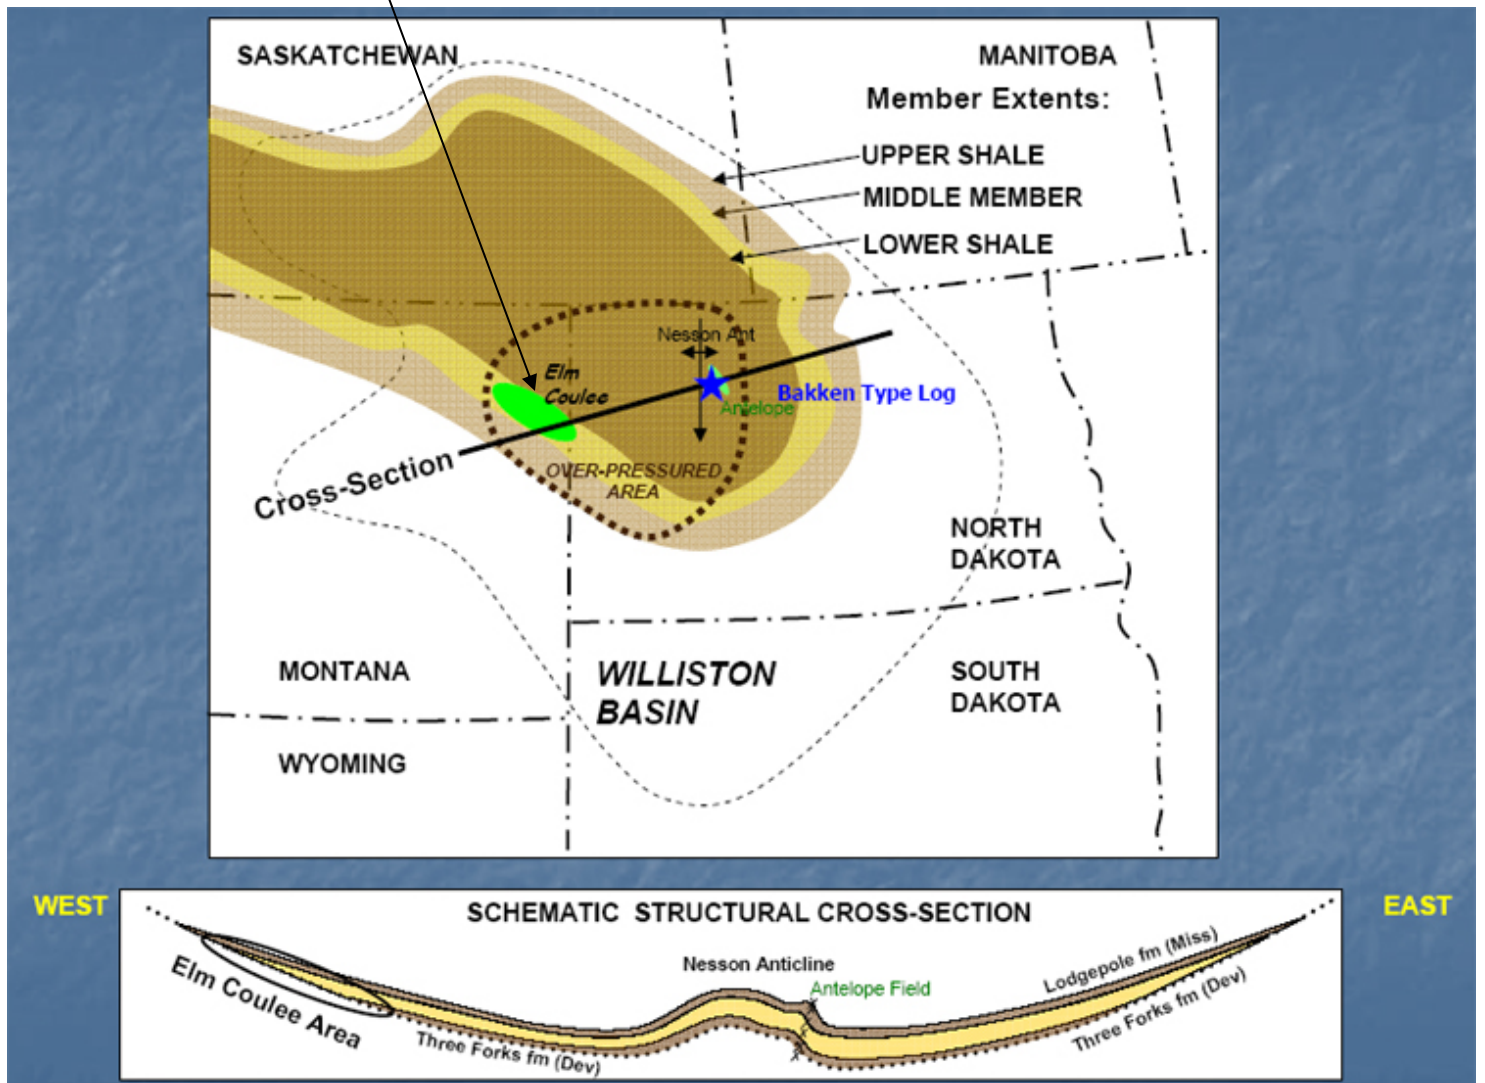 SASKATCHEWAN
MANITOBA
Member Extents:
UPPER SHALE
MIDDLE MEMBER
LOWER SHALE
Nesson Ant
Elm
Coulee
Bakken Type Log
Antelope
OVER-PRESSURED
AREA
Cross-Section
NORTH
DAKOTA
MONTANA
WILLISTON
BASIN
SOUTH
DAKOTA
WYOMING
WEST
EAST
SCHEMATIC STRUCTURAL CROSS-SECTION
Nesson Anticline
Antelope Field
Lodgepole fm (Miss)
Three Forks fm (Dev)
Elm Coulee Area
Three Forks fm (Dev)